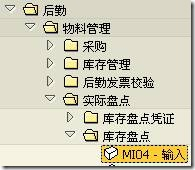 后勤
物料管理
采购
库存管理
后勤发票校验
实际盘点
库存盘点凭证
库存盘点
MI04 - 输入